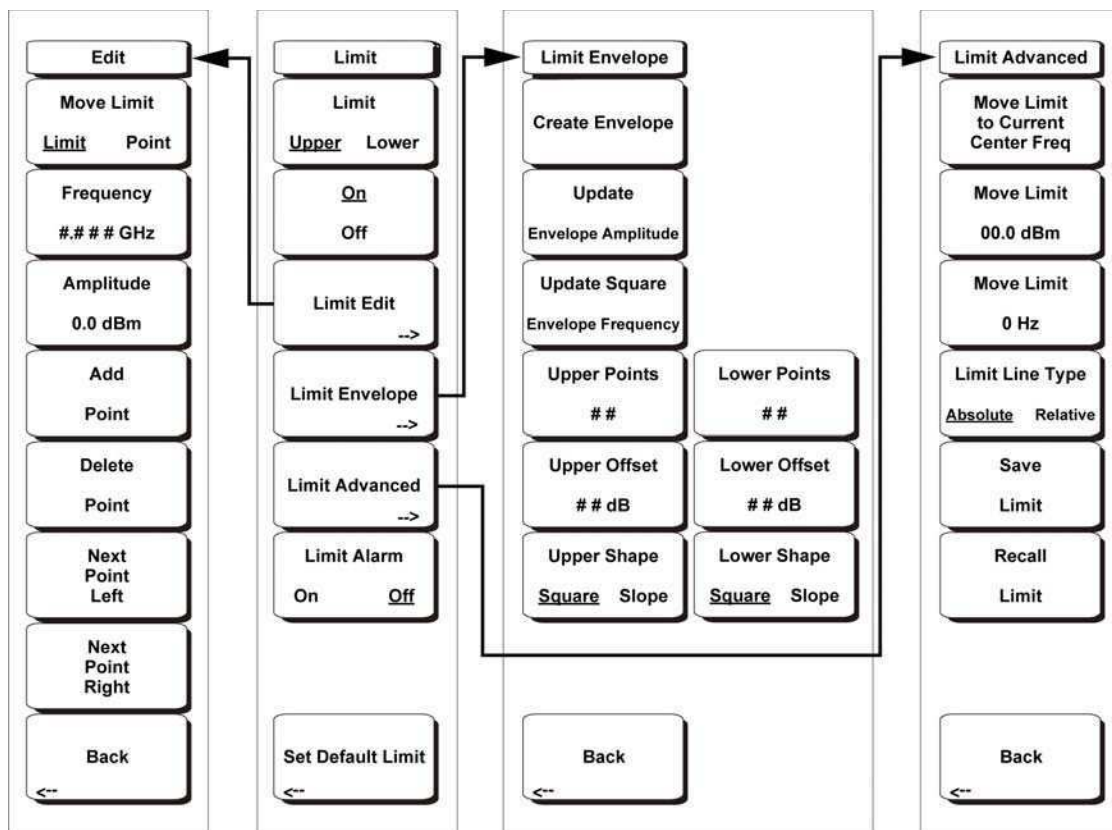 Edit
Move Limit
Limit Point
Frequency
#.# # # GHz
Amplitude
0.0 dBm
Add
Point
Delete
Point
Next
Point
Left
Next
Point
Right
Back
<--
Limit
Limit
Upper Lower
On
Off
Limit Edit
-->
Limit Envelope
-->
Limit Advanced
-->
Limit Alarm
On Off
Set Default Limit
<--
Limit Envelope
Create Envelope
Update
Envelope Amplitude
Update Square
Envelope Frequency
Upper Points
# #
Lower Points
# #
Upper Offset
# # dB
Lower Offset
# # dB
Upper Shape
Square Slope
Lower Shape
Square Slope
Back
<--
Limit Advanced
Move Limit
to Current
Center Freq
Move Limit
00.0 dBm
Move Limit
0 Hz
Limit Line Type
Absolute Relative
Save
Limit
Recall
Limit
Back
<--